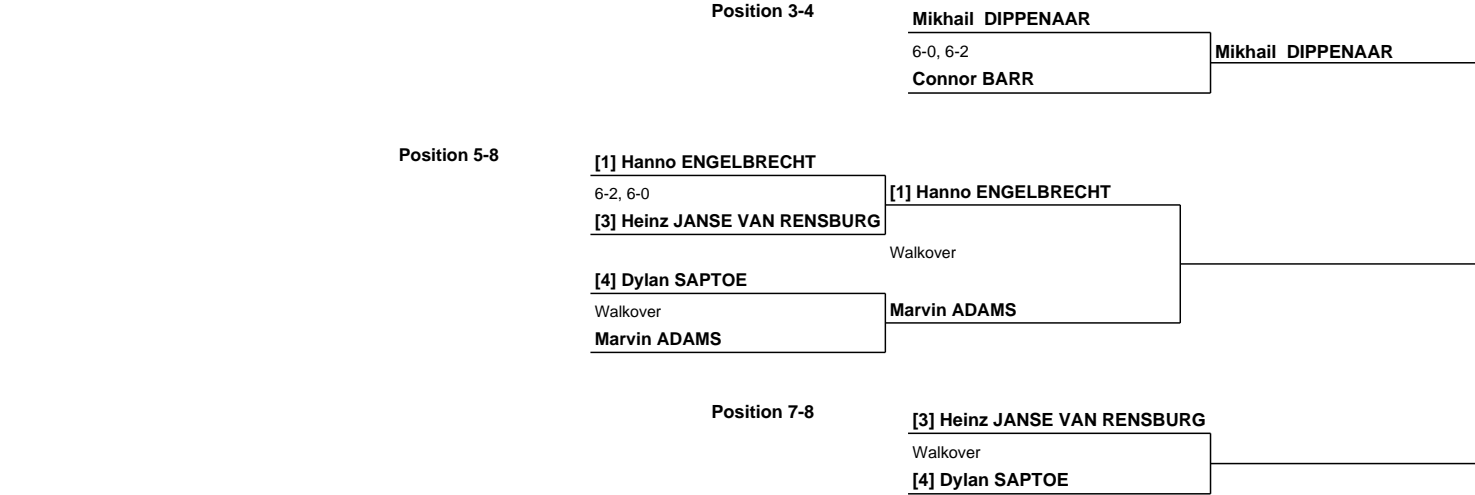 Position 3-4
Mikhail  DIPPENAAR
6-0, 6-2
Mikhail  DIPPENAAR
Connor BARR
Position 5-8
[1] Hanno ENGELBRECHT
6-2, 6-0
[1] Hanno ENGELBRECHT
[3] Heinz JANSE VAN RENSBURG
Walkover
[4] Dylan SAPTOE
Walkover
Marvin ADAMS
Marvin ADAMS
Position 7-8
[3] Heinz JANSE VAN RENSBURG
Walkover
[4] Dylan SAPTOE